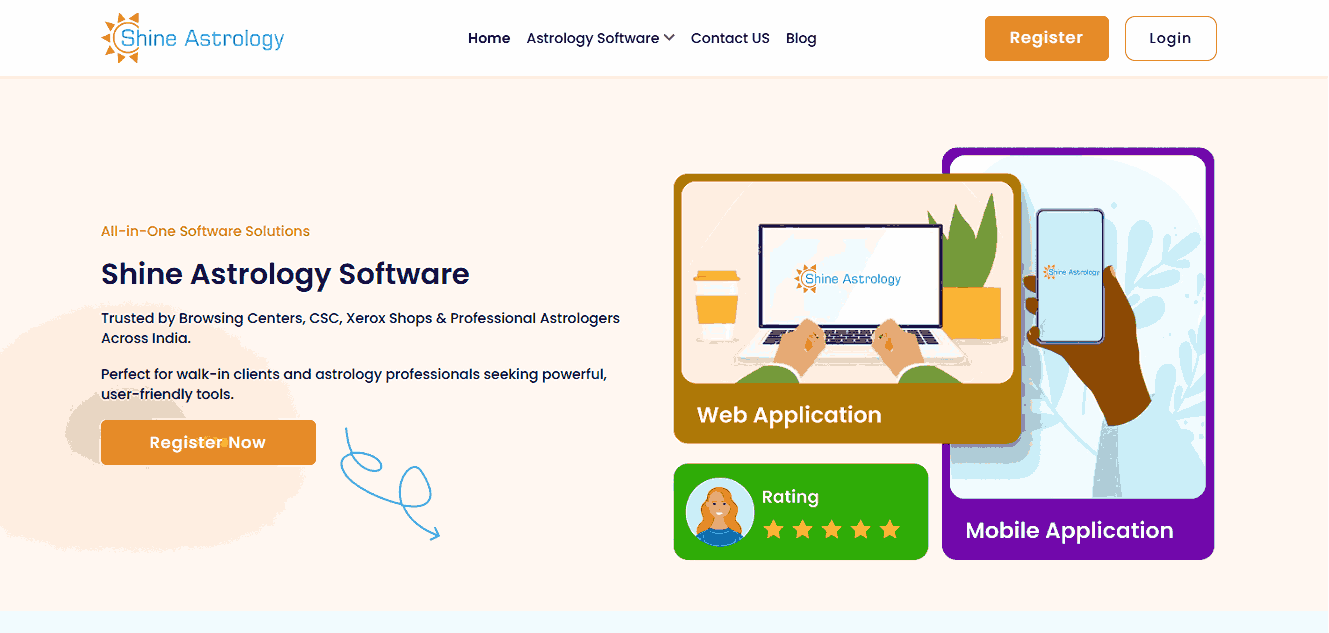 Shine Astrology
Home
Astrology Software
Contact US
Blog
Register
Login
All-in-One Software Solutions
Shine Astrology Software
Trusted by Browsing Centers, CSC, Xerox Shops & Professional Astrologers
Across India.
Perfect for walk-in clients and astrology professionals seeking powerful,
user-friendly tools.
Register Now
Shine Astrology
Web Application
Rating
Shine Astrology
Mobile Application